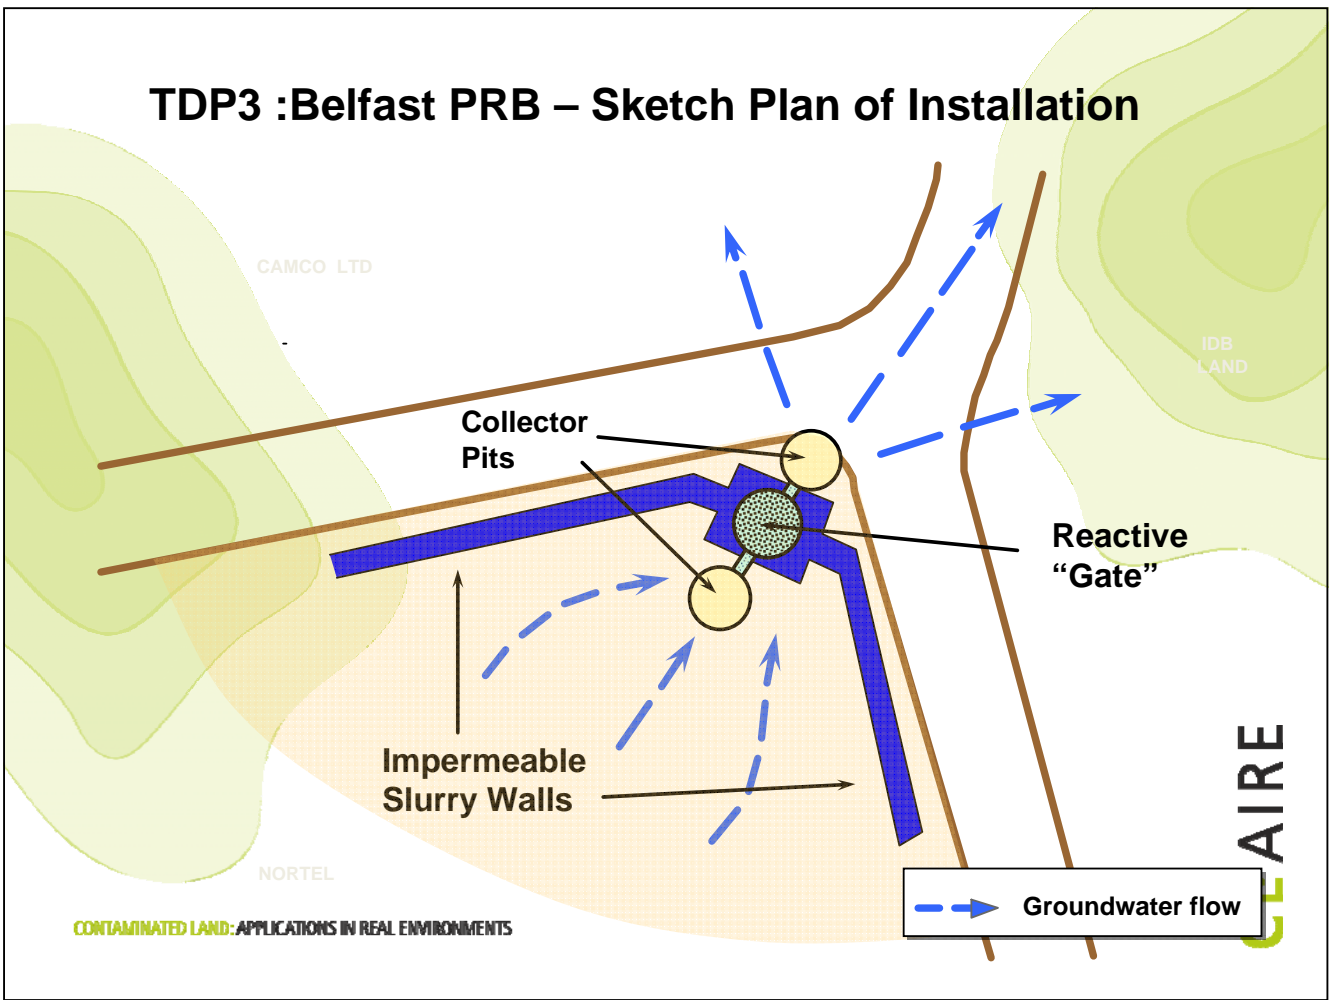 TDP3 :Belfast PRB – Sketch Plan of Installation
CAMCO LTD
-
IDB
LAND
Collector
Pits
Reactive
“Gate”
Impermeable
Slurry Walls
NORTEL
Groundwater flow
CONTAMINATED LAND: APPLICATIONS IN REAL ENVIRONMENTS
CL AIRE